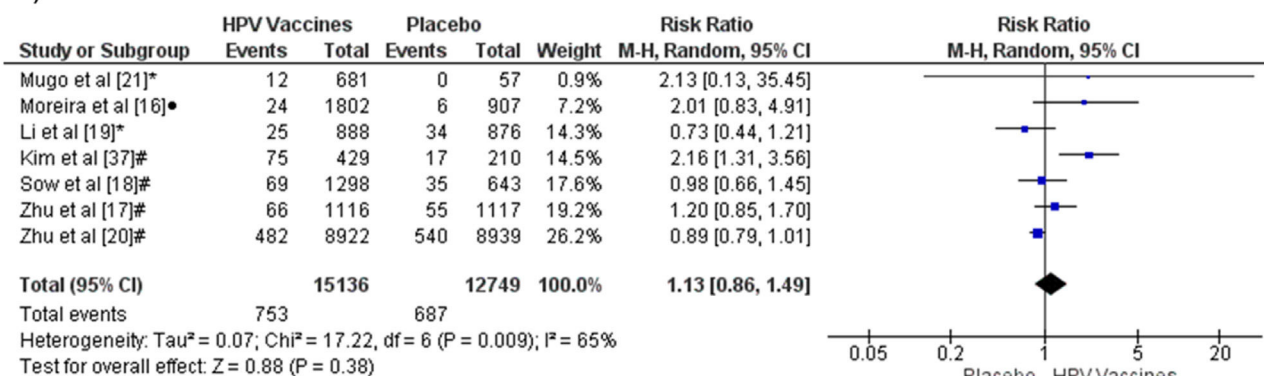 HPV Vaccines Placebo Risk Ratio Risk Ratio
Study or Subgroup Events Total Events Total Weight M-H, Random, 95% CI M-H, Random, 95% CI
Mugo et al [21]* 12 681 0 57 0.9% 2.13 [0.13, 35.45]
Moreira et al [16]● 24 1802 6 907 7.2% 2.01 [0.83, 4.91]
Li et al [19]* 25 888 34 876 14.3% 0.73 [0.44, 1.21]
Kim et al [37]# 75 429 17 210 14.5% 2.16 [1.31, 3.56]
Sow et al [18]# 69 1298 35 643 17.6% 0.98 [0.66, 1.45]
Zhu et al [17]# 66 1116 55 1117 19.2% 1.20 [0.85, 1.70]
Zhu et al [20]# 482 8922 540 8939 26.2% 0.89 [0.79, 1.01]
Total (95% CI) 15136 12749 100.0% 1.13 [0.86, 1.49]
Total events 753 687
Heterogeneity: Tau² = 0.07; Chi² = 17.22, df = 6 (P = 0.009); I² = 65%
Test for overall effect: Z = 0.88 (P = 0.38)
0.05 0.2 1 5 20
Placebo HPV Vaccines